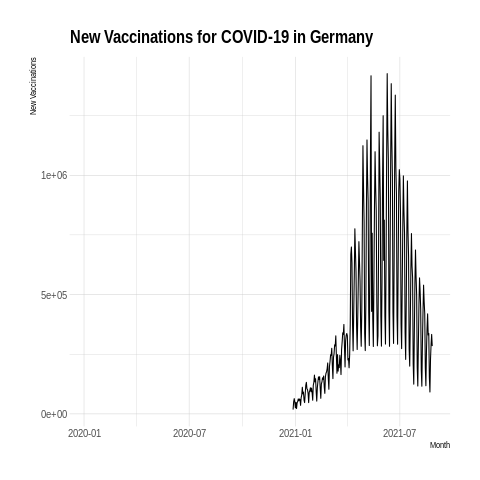 New Vaccinations for COVID-19 in Germany
New Vaccinations
1e+06
5e+05
0e+00
2020-01 2020-07 2021-01 2021-07
Month